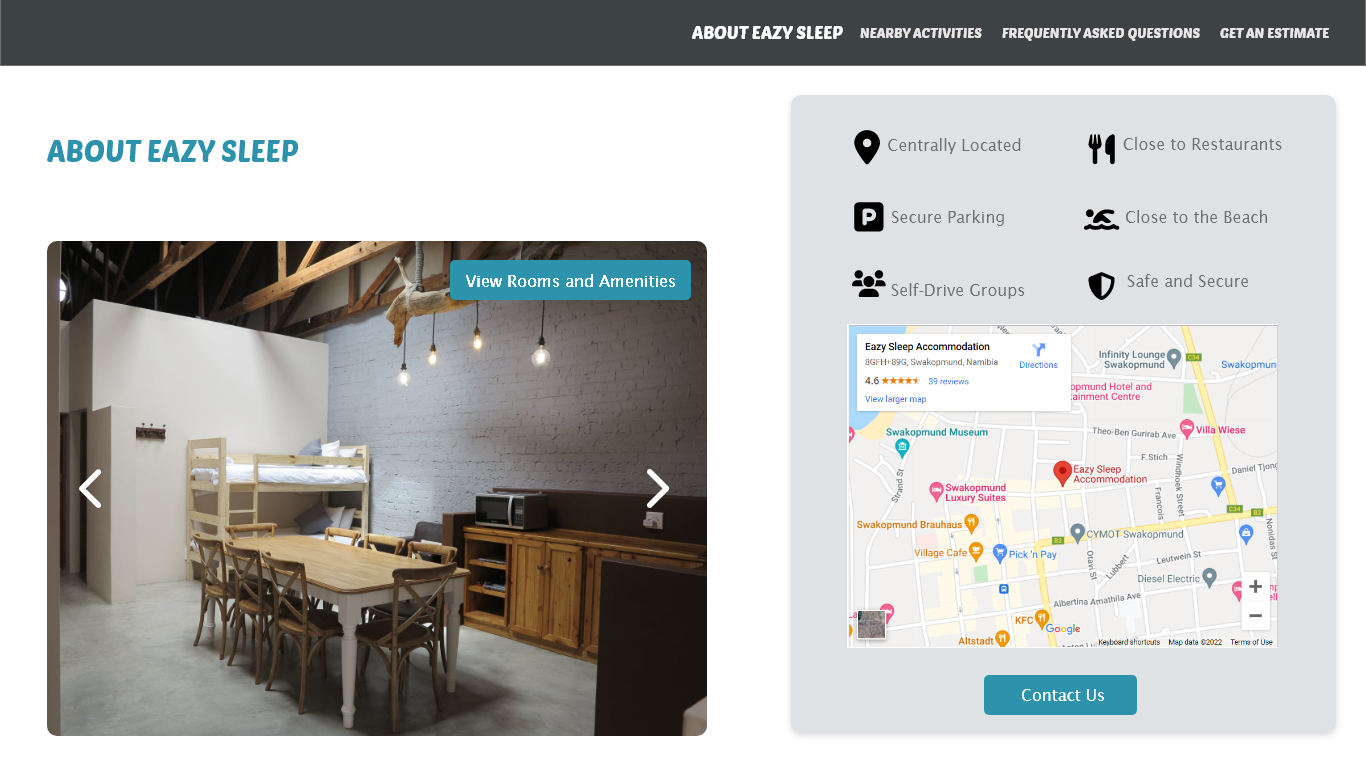 ABOUT EAZY SLEEP
NEARBY ACTIVITIES
FREQUENTLY ASKED QUESTIONS
GET AN ESTIMATE
ABOUT EAZY SLEEP
View Rooms and Amenities
Centrally Located
Close to Restaurants
P
Secure Parking
Close to the Beach
Self-Drive Groups
Safe and Secure
Eazy Sleep Accommodation
8GFH+89G, Swakopmund, Namibia
Directions
4.6
39 reviews
View larger map
Infinity Lounge
Swakopmund
C34
Swakopmun
opmund Hotel and
tainment Centre
Swakopmund Museum
Theo-Ben Gurirab Ave
Villa Wiese
F Stich
Strand St
Windhoek Street
Daniel Tjong
Eazy Sleep
Accommodation
Swakopmund
Luxury Suites
Francois
C34
B2
Nonidas St
Swakopmund Brauhaus
B2
CYMOT Swakopmund
Village Cafe
Pick 'n Pay
Otavi St
Lubbert
Leutwein St
Diesel Electric
Albertina Amathila Ave
KFC
Google
Altstadt
Keyboard shortcuts
Map data ©2022
Terms of Use
Contact Us